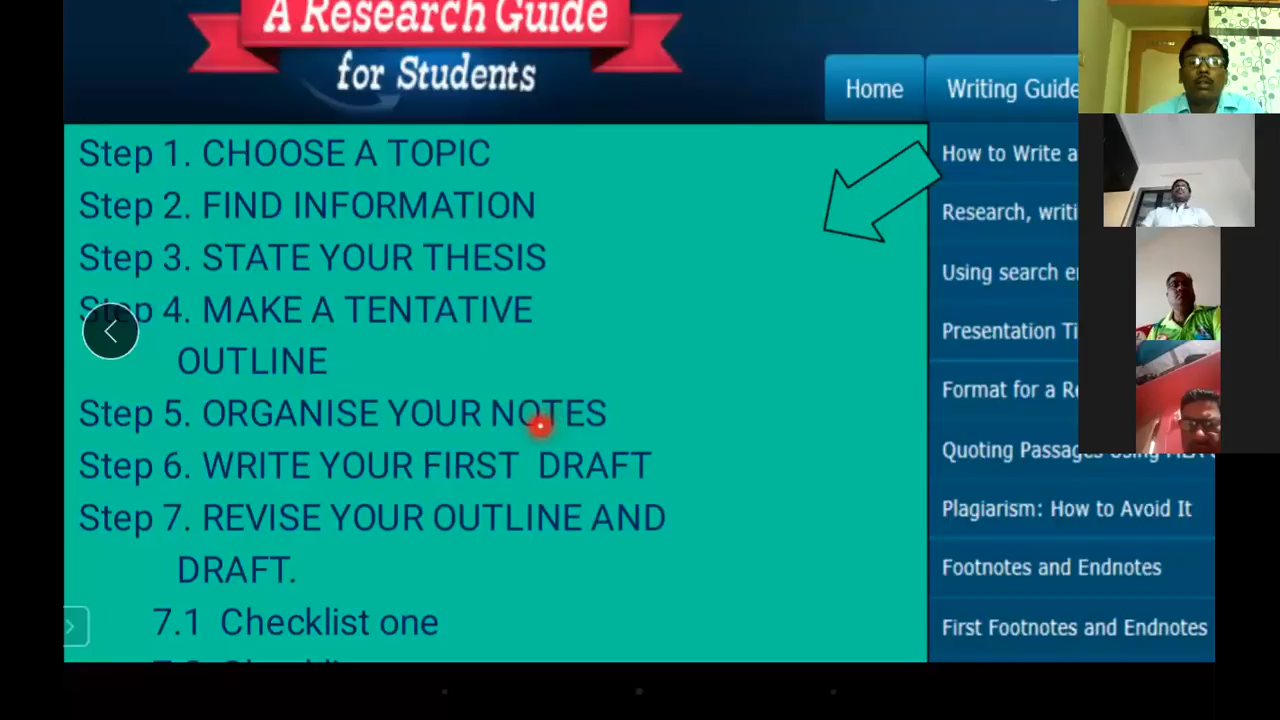 A Research Guide
for Students
Home
Writing Guide
Step 1. CHOOSE A TOPIC
Step 2. FIND INFORMATION
Step 3. STATE YOUR THESIS
Step 4. MAKE A TENTATIVE
OUTLINE
Step 5. ORGANISE YOUR NOTES
Step 6. WRITE YOUR FIRST DRAFT
Step 7. REVISE YOUR OUTLINE AND
DRAFT.
7.1 Checklist one
How to Write a
Research, writi
Using search e
Presentation Ti
Format for a Re
Quoting Passages Using MLA
Plagiarism: How to Avoid It
Footnotes and Endnotes
First Footnotes and Endnotes